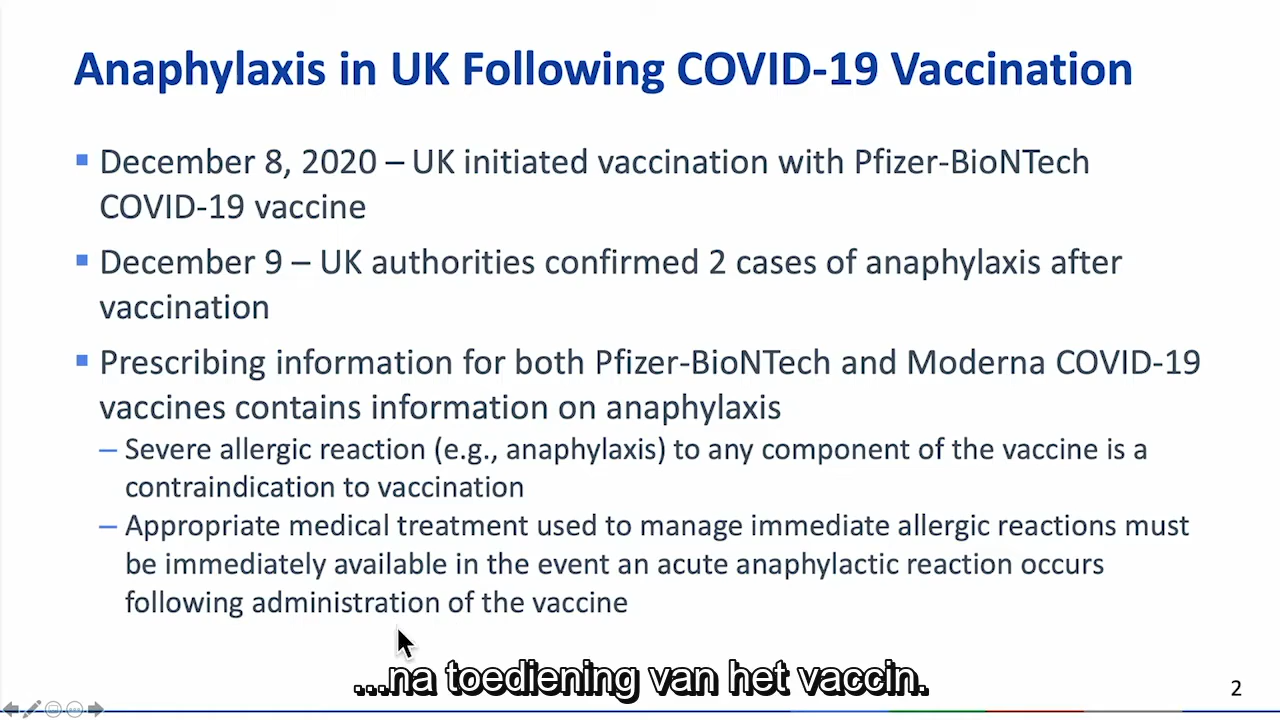 Anaphylaxis in UK Following COVID-19 Vaccination
▪ December 8, 2020 – UK initiated vaccination with Pfizer-BioNTech
COVID-19 vaccine
▪ December 9 – UK authorities confirmed 2 cases of anaphylaxis after
vaccination
▪ Prescribing information for both Pfizer-BioNTech and Moderna COVID-19
vaccines contains information on anaphylaxis
– Severe allergic reaction (e.g., anaphylaxis) to any component of the vaccine is a
contraindication to vaccination
– Appropriate medical treatment used to manage immediate allergic reactions must
be immediately available in the event an acute anaphylactic reaction occurs
following administration of the vaccine
...na toediening van het vaccin.
2